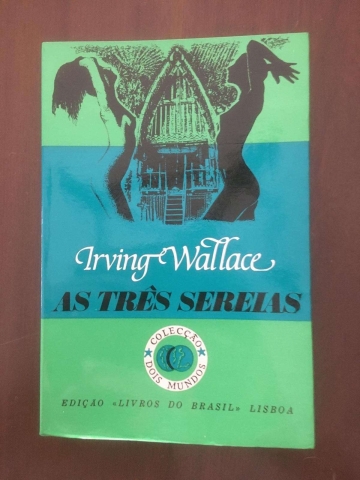 Irving Wallace
AS TRÊS SEREIAS
COLECÇÃO
DOIS MUNDOS
EDIÇÃO «LIVROS DO BRASIL» LISBOA